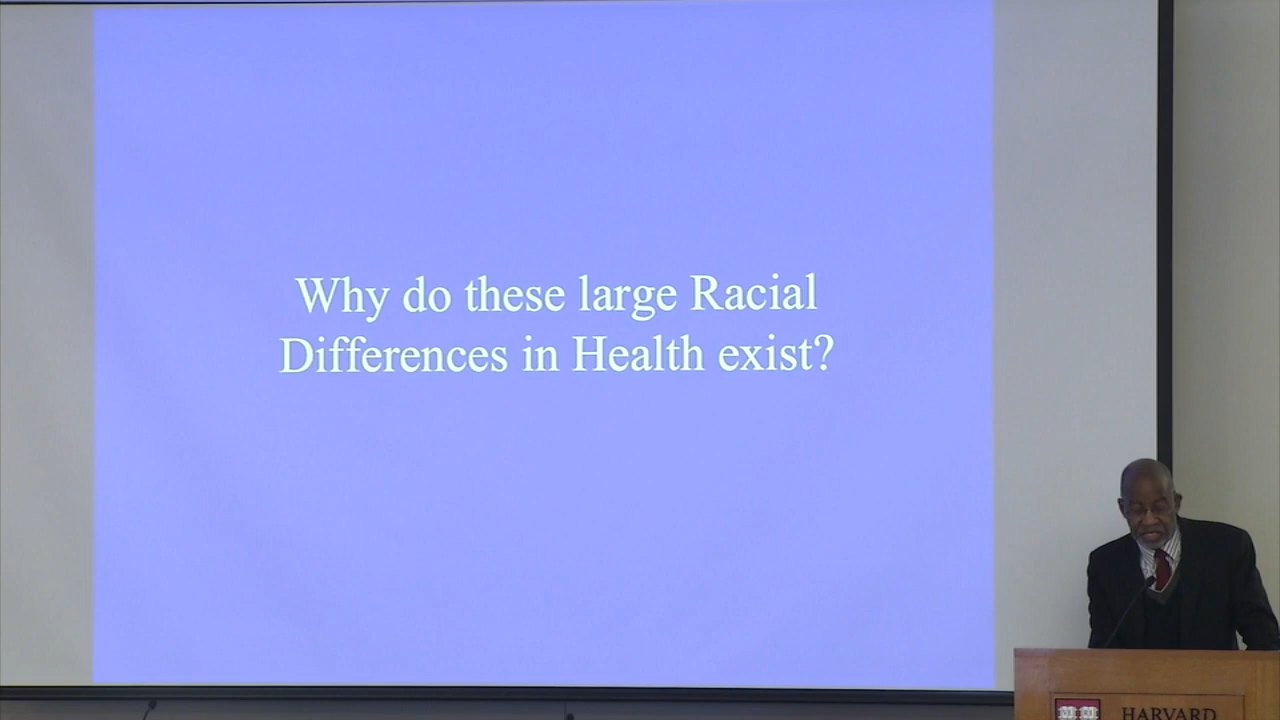 Why do these large Racial
Differences in Health exist?
HARVARD